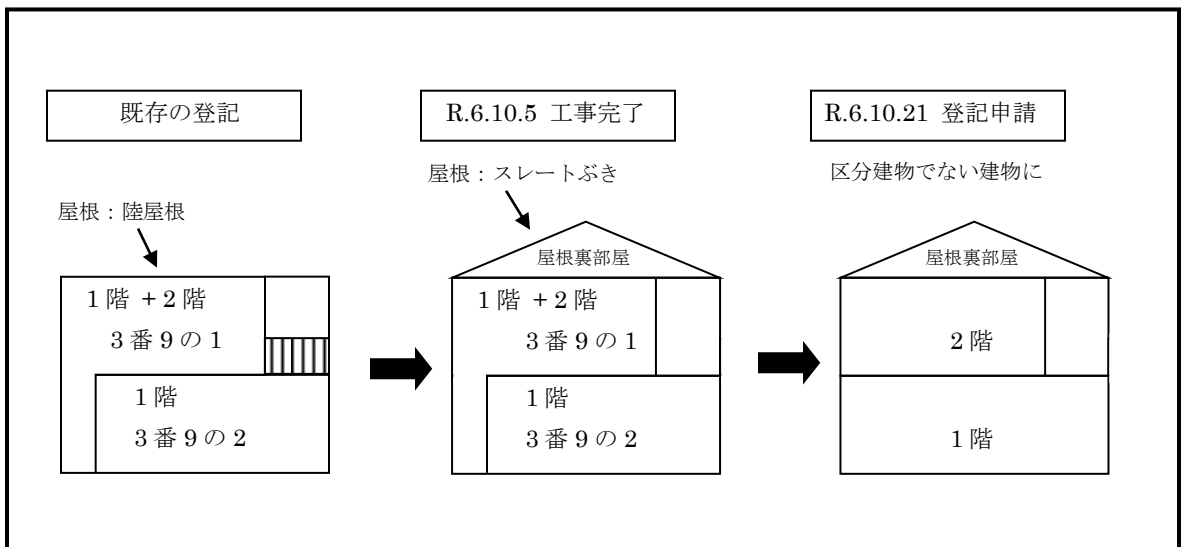 既存の登記
屋根：陸屋根
1階 +2階
3番9の1
1階
3番9の2
R.6.10.5 工事完了
屋根：スレートぶき
屋根裏部屋
1階 +2階
3番9の1
1階
3番9の2
R.6.10.21 登記申請
区分建物でない建物に
屋根裏部屋
2階
1階